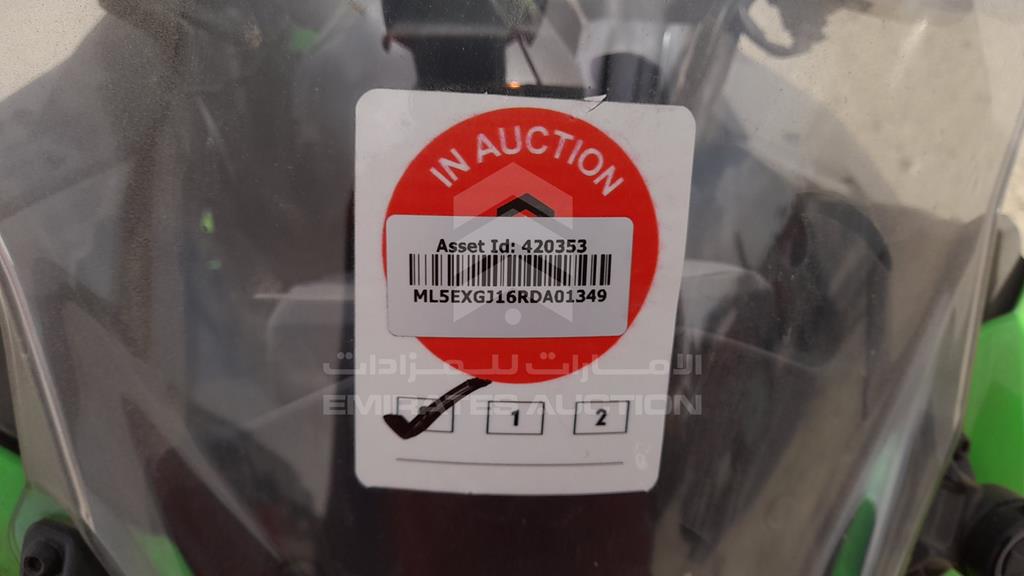 IN AUCTION
Asset Id: 420353
ML5EXGJ16RDA01349
الامارات للمزادات
EMIRATES AUCTION
1 2